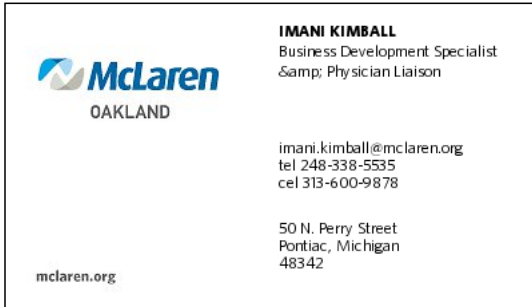 McLaren
OAKLAND
mclaren.org
IMANI KIMBALL
Business Development Specialist
&amp; Physician Liaison
imani.kimball@mclaren.org
tel 248-338-5535
cel 313-600-9878
50 N. Perry Street
Pontiac, Michigan
48342